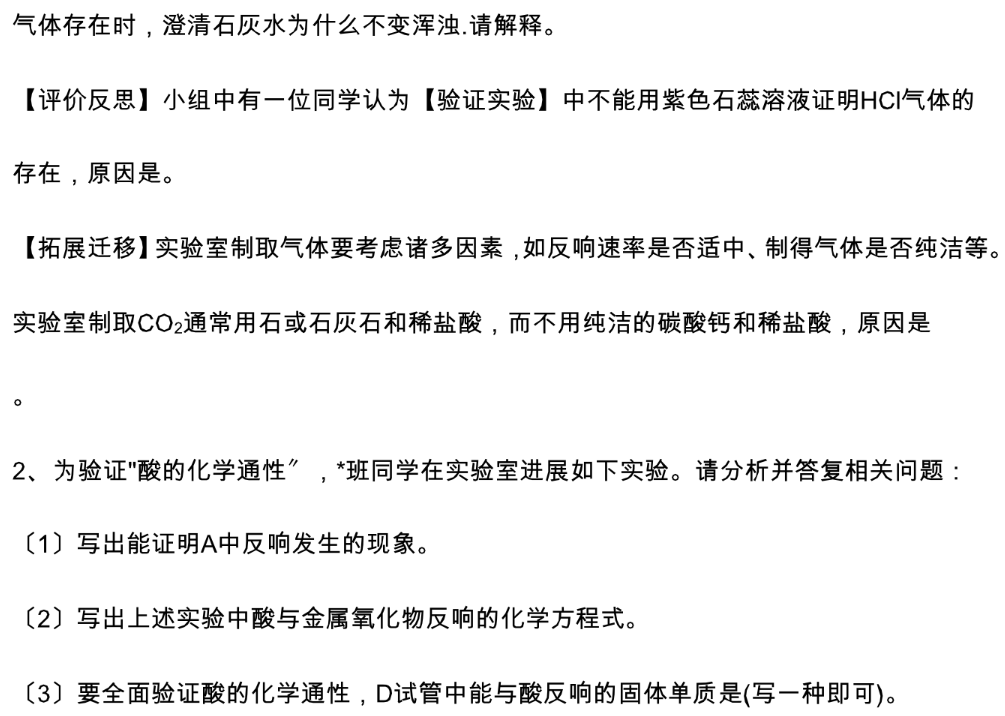 气体存在时，澄清石灰水为什么不变浑浊.请解释。
【评价反思】小组中有一位同学认为【验证实验】中不能用紫色石蕊溶液证明HCl气体的
存在，原因是。
【拓展迁移】实验室制取气体要考虑诸多因素,如反响速率是否适中、制得气体是否纯洁等。
实验室制取CO₂通常用石或石灰石和稀盐酸，而不用纯洁的碳酸钙和稀盐酸，原因是
。
2、为验证"酸的化学通性〞，*班同学在实验室进展如下实验。请分析并答复相关问题：
〔1〕写出能证明A中反响发生的现象。
〔2〕写出上述实验中酸与金属氧化物反响的化学方程式。
〔3〕要全面验证酸的化学通性，D试管中能与酸反响的固体单质是(写一种即可)。